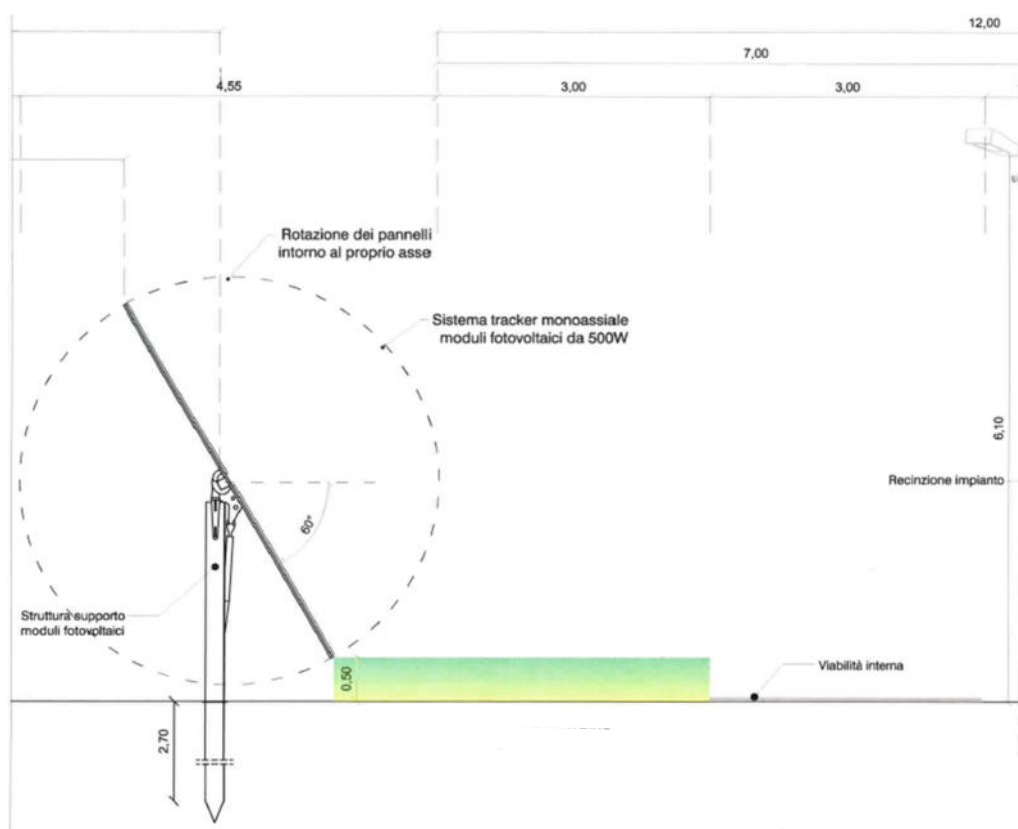 12,00
7,00
4,55
3,00
3,00
Rotazione dei pannelli
intorno al proprio asse
Sistema tracker monoassiale
moduli fotovoltaici da 500W
6,10
Recinzione impianto
60°
Struttura supporto
moduli fotovoltaici
0,50
Viabilità interna
2,70